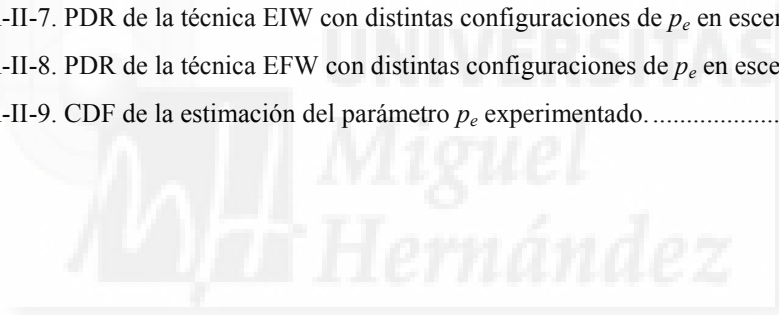 -II-7. PDR de la técnica EIW con distintas configuraciones de pe en
UNIVERSITAS
-II-8. PDR de la técnica EFW con distintas configuraciones de pe en
-II-9. CDF de la estimación del parámetro pe experimentado. ...................
Miguel
Hernández